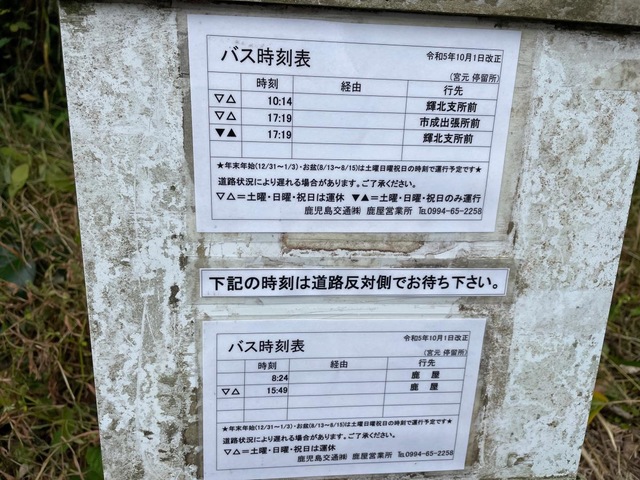 バス時刻表 令和5年10月1日改正
(宮元 停留所)
時刻 経由 行先
▽△ 10:14 輝北支所前
▽△ 17:19 市成出張所前
▼▲ 17:19 輝北支所前
★年末年始(12/31~1/3)・お盆(8/13~8/15)は土曜日曜祝日の時刻で運行予定です★
道路状況により遅れる場合があります。ご了承ください。
▽△=土曜・日曜・祝日は運休 ▼▲=土曜・日曜・祝日のみ運行
鹿児島交通㈱ 鹿屋営業所 ℡0994-65-2258
下記の時刻は道路反対側でお待ち下さい。
バス時刻表 令和5年10月1日改正
(宮元 停留所)
時刻 経由 行先
8:24 鹿 屋
▽△ 15:49 鹿 屋
★年末年始(12/31~1/3)・お盆(8/13~8/15)は土曜日曜祝日の時刻で運行予定です★
道路状況により遅れる場合があります。ご了承ください。
▽△=土曜・日曜・祝日は運休
鹿児島交通㈱ 鹿屋営業所 ℡0994-65-2258